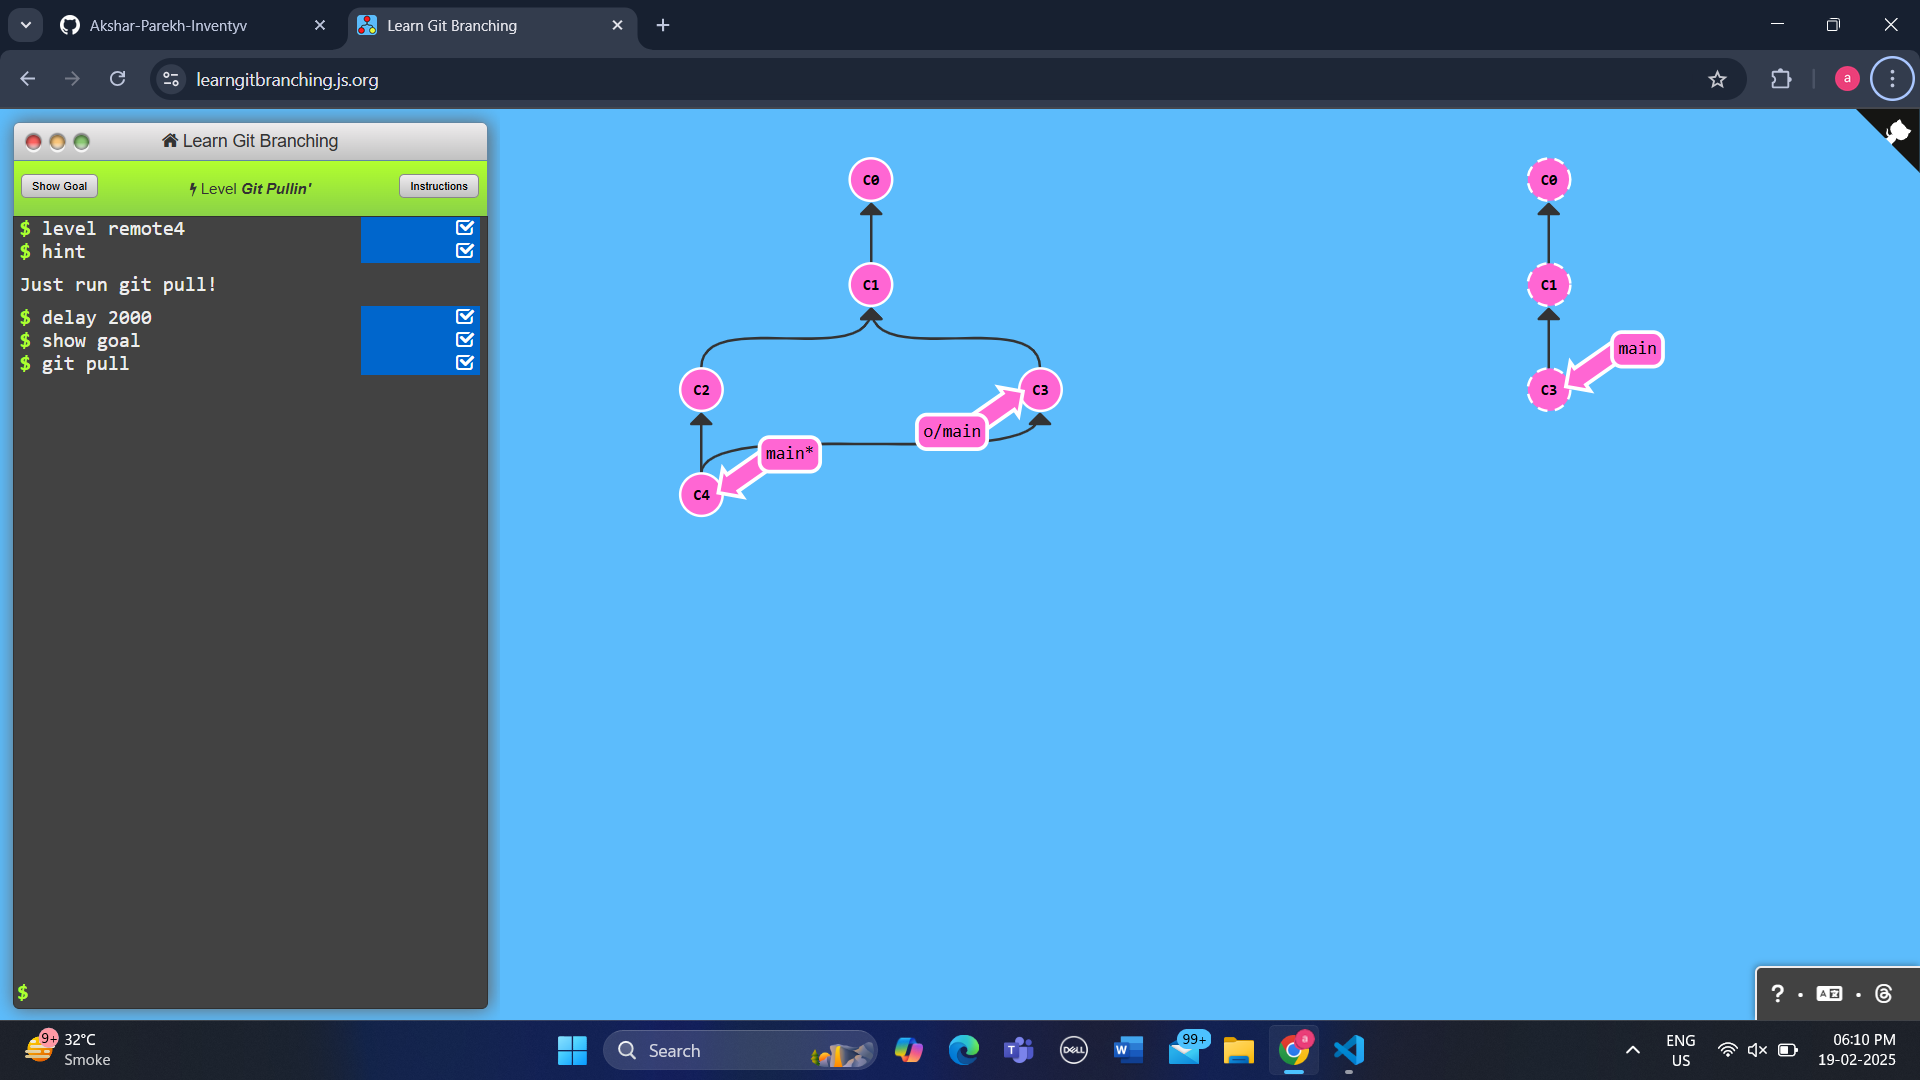 Akshar-Parekh-Inventyv
Learn Git Branching
a
learngitbranching.js.org
Learn Git Branching
Show Goal
Level Git Pullin'
Instructions
$ level remote4
$ hint
Just run git pull!
$ delay 2000
$ show goal
$ git pull
$
C0
C1
C2
C3
o/main
main*
C4
C0
C1
main
C3
?
9+
32°C
Smoke
Search
DELL
99+
a
ENG
US
06:10 PM
19-02-2025